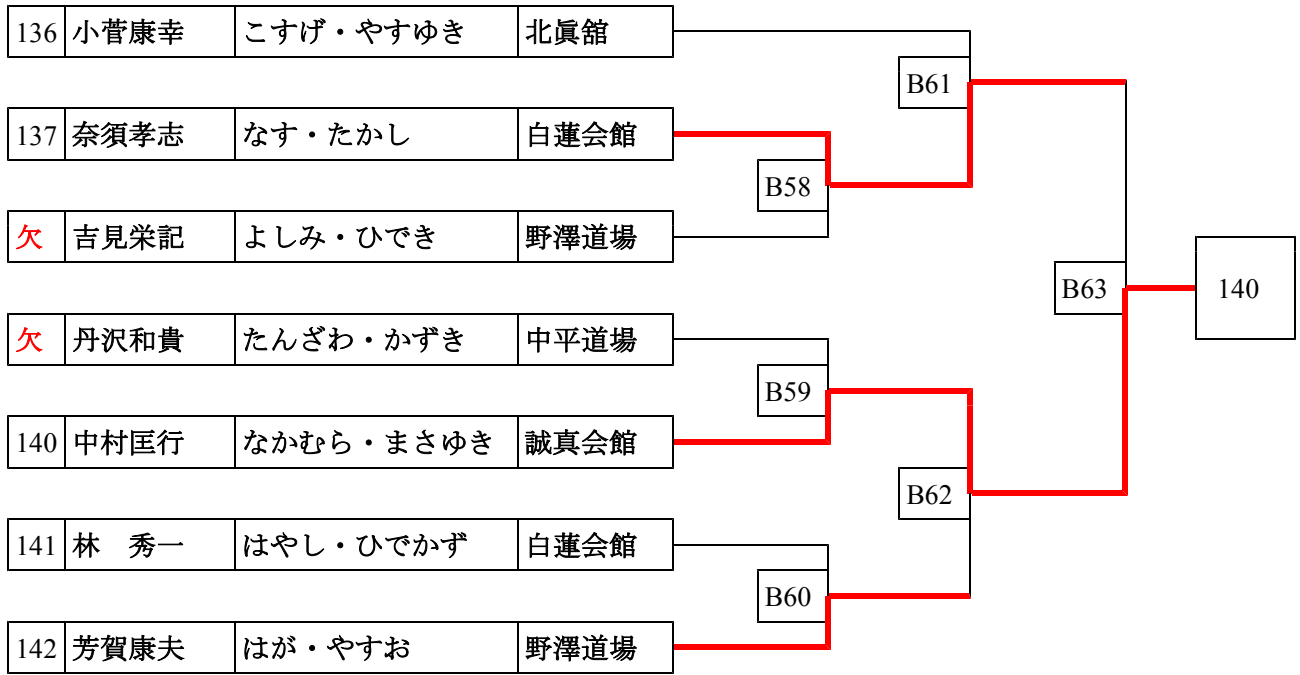 136 小菅康幸 こすげ・やすゆき 北眞舘
B61
137 奈須孝志 なす・たかし 白蓮会館
B58
欠 吉見栄記 よしみ・ひでき 野澤道場
B63 140
欠 丹沢和貴 たんざわ・かずき 中平道場
B59
140 中村匡行 なかむら・まさゆき 誠真会館
B62
141 林　秀一 はやし・ひでかず 白蓮会館
B60
142 芳賀康夫 はが・やすお 野澤道場